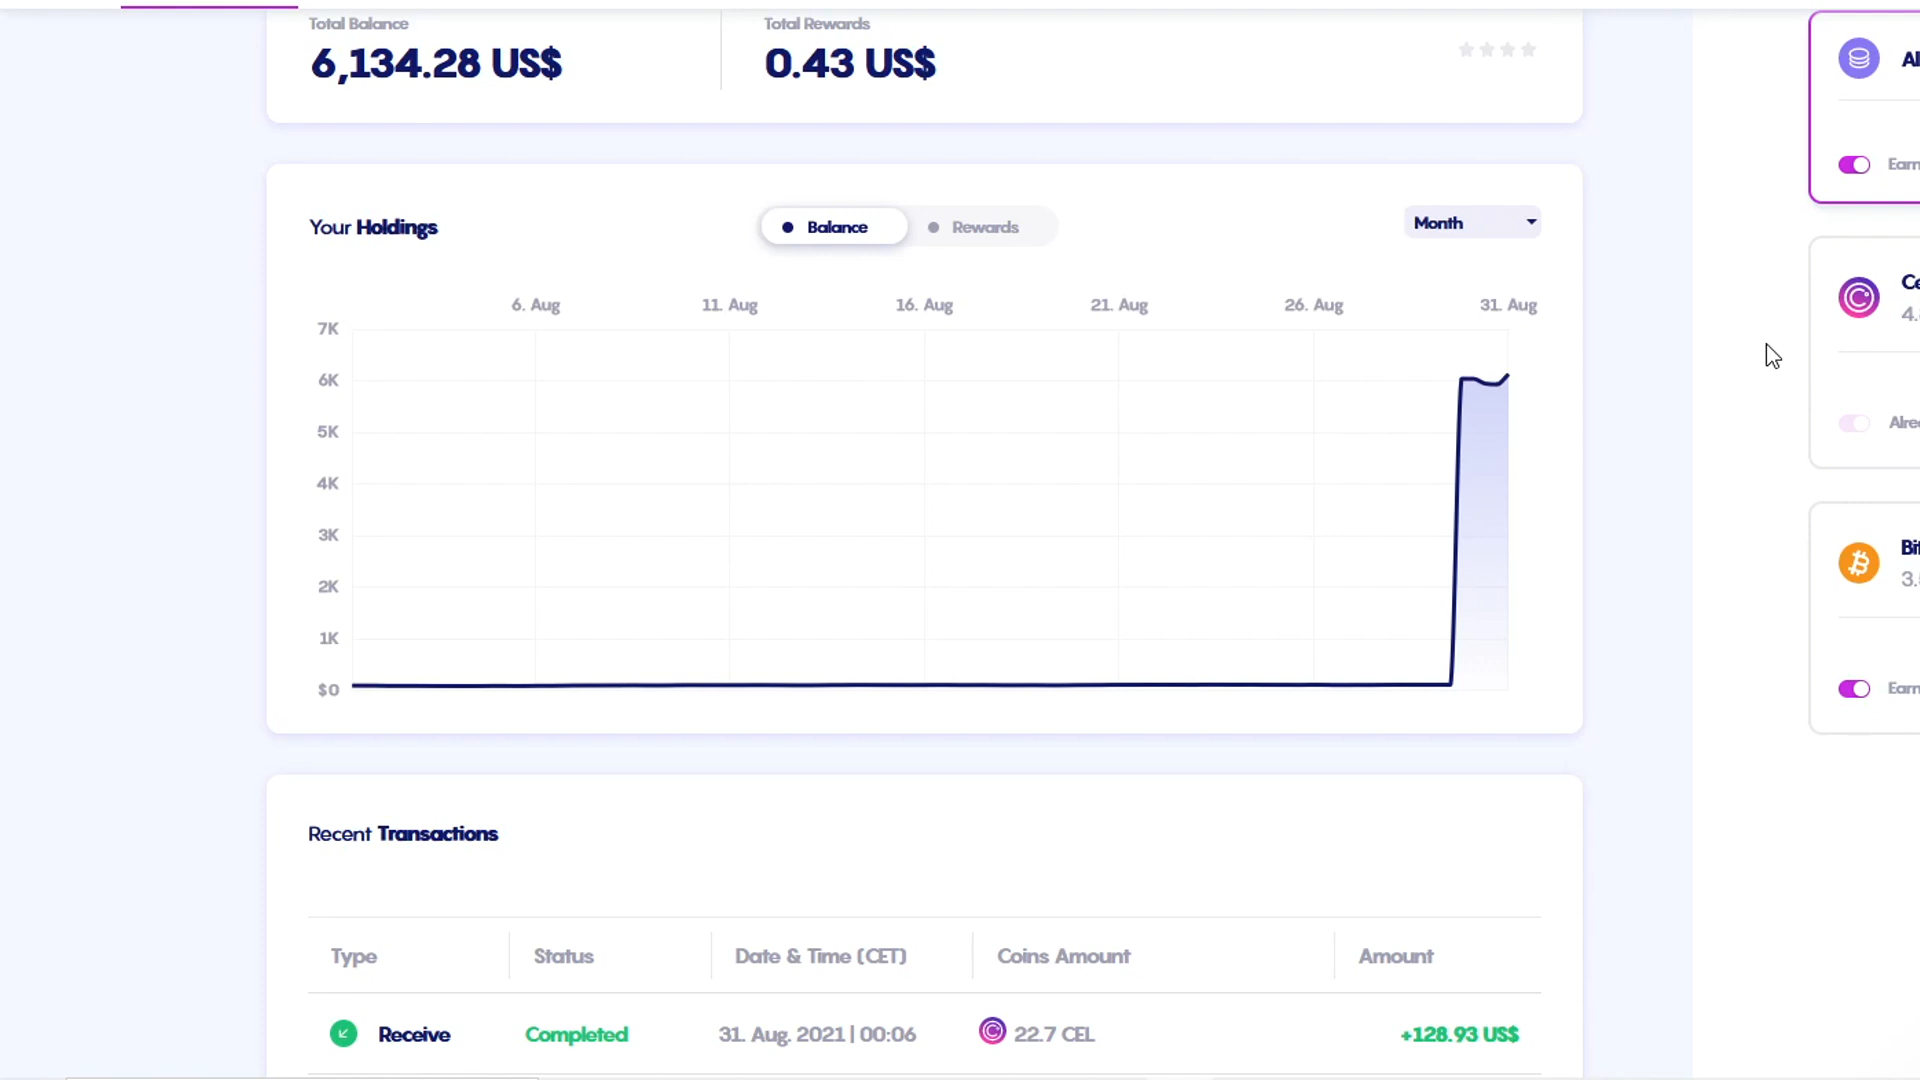 Total Balance
6,134.28 US$
Total Rewards
0.43 US$
Your Holdings
Balance
Rewards
Month
6. Aug 11. Aug 16. Aug 21. Aug 26. Aug 31. Aug
7K
6K
5K
4K
3K
2K
1K
$0
Recent Transactions
Type Status Date & Time (CET) Coins Amount Amount
Receive Completed 31. Aug. 2021 | 00:06 22.7 CEL +128.93 US$